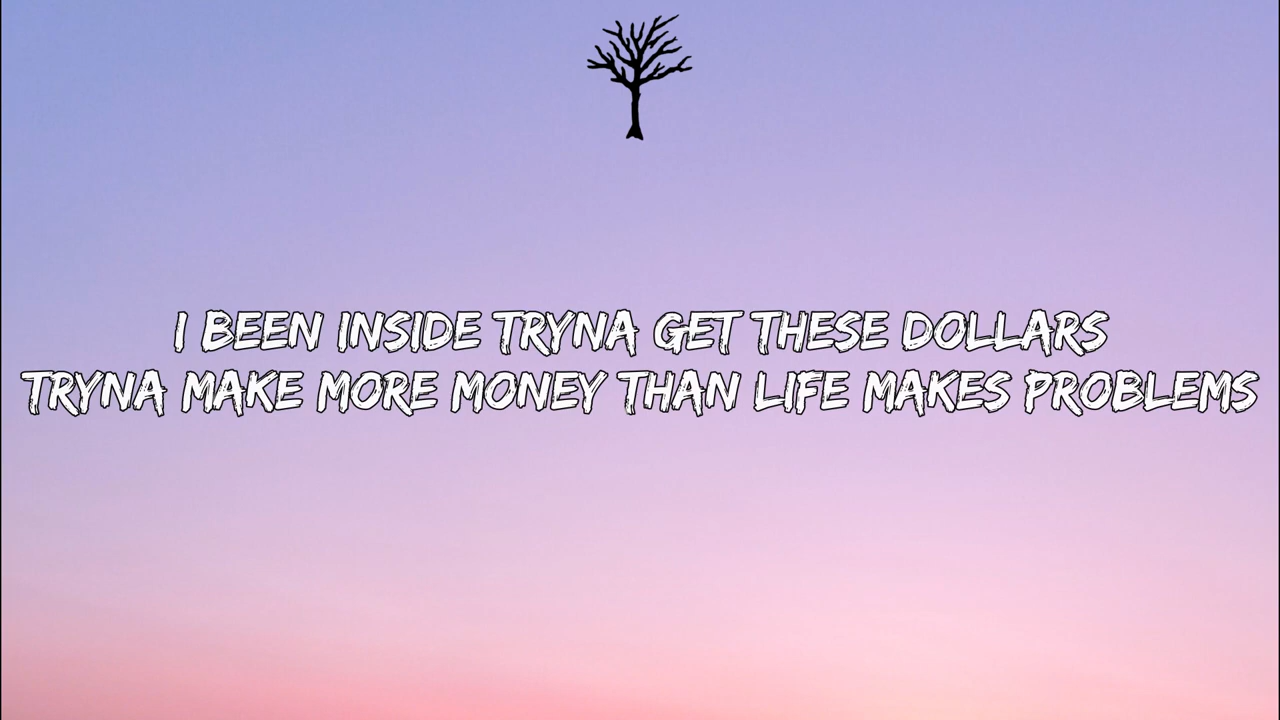 I BEEN INSIDE TRYNA GET THESE DOLLARS
TRYNA MAKE MORE MONEY THAN LIFE MAKES PROBLEMS